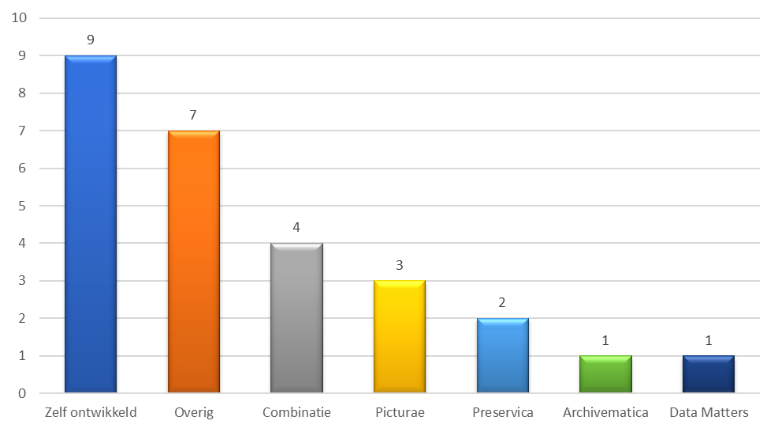 10
9
8
7
6
5
4
3
2
1
0
9
7
4
3
2
1
1
Zelf ontwikkeld
Overig
Combinatie
Picturae
Preservica
Archivematica
Data Matters